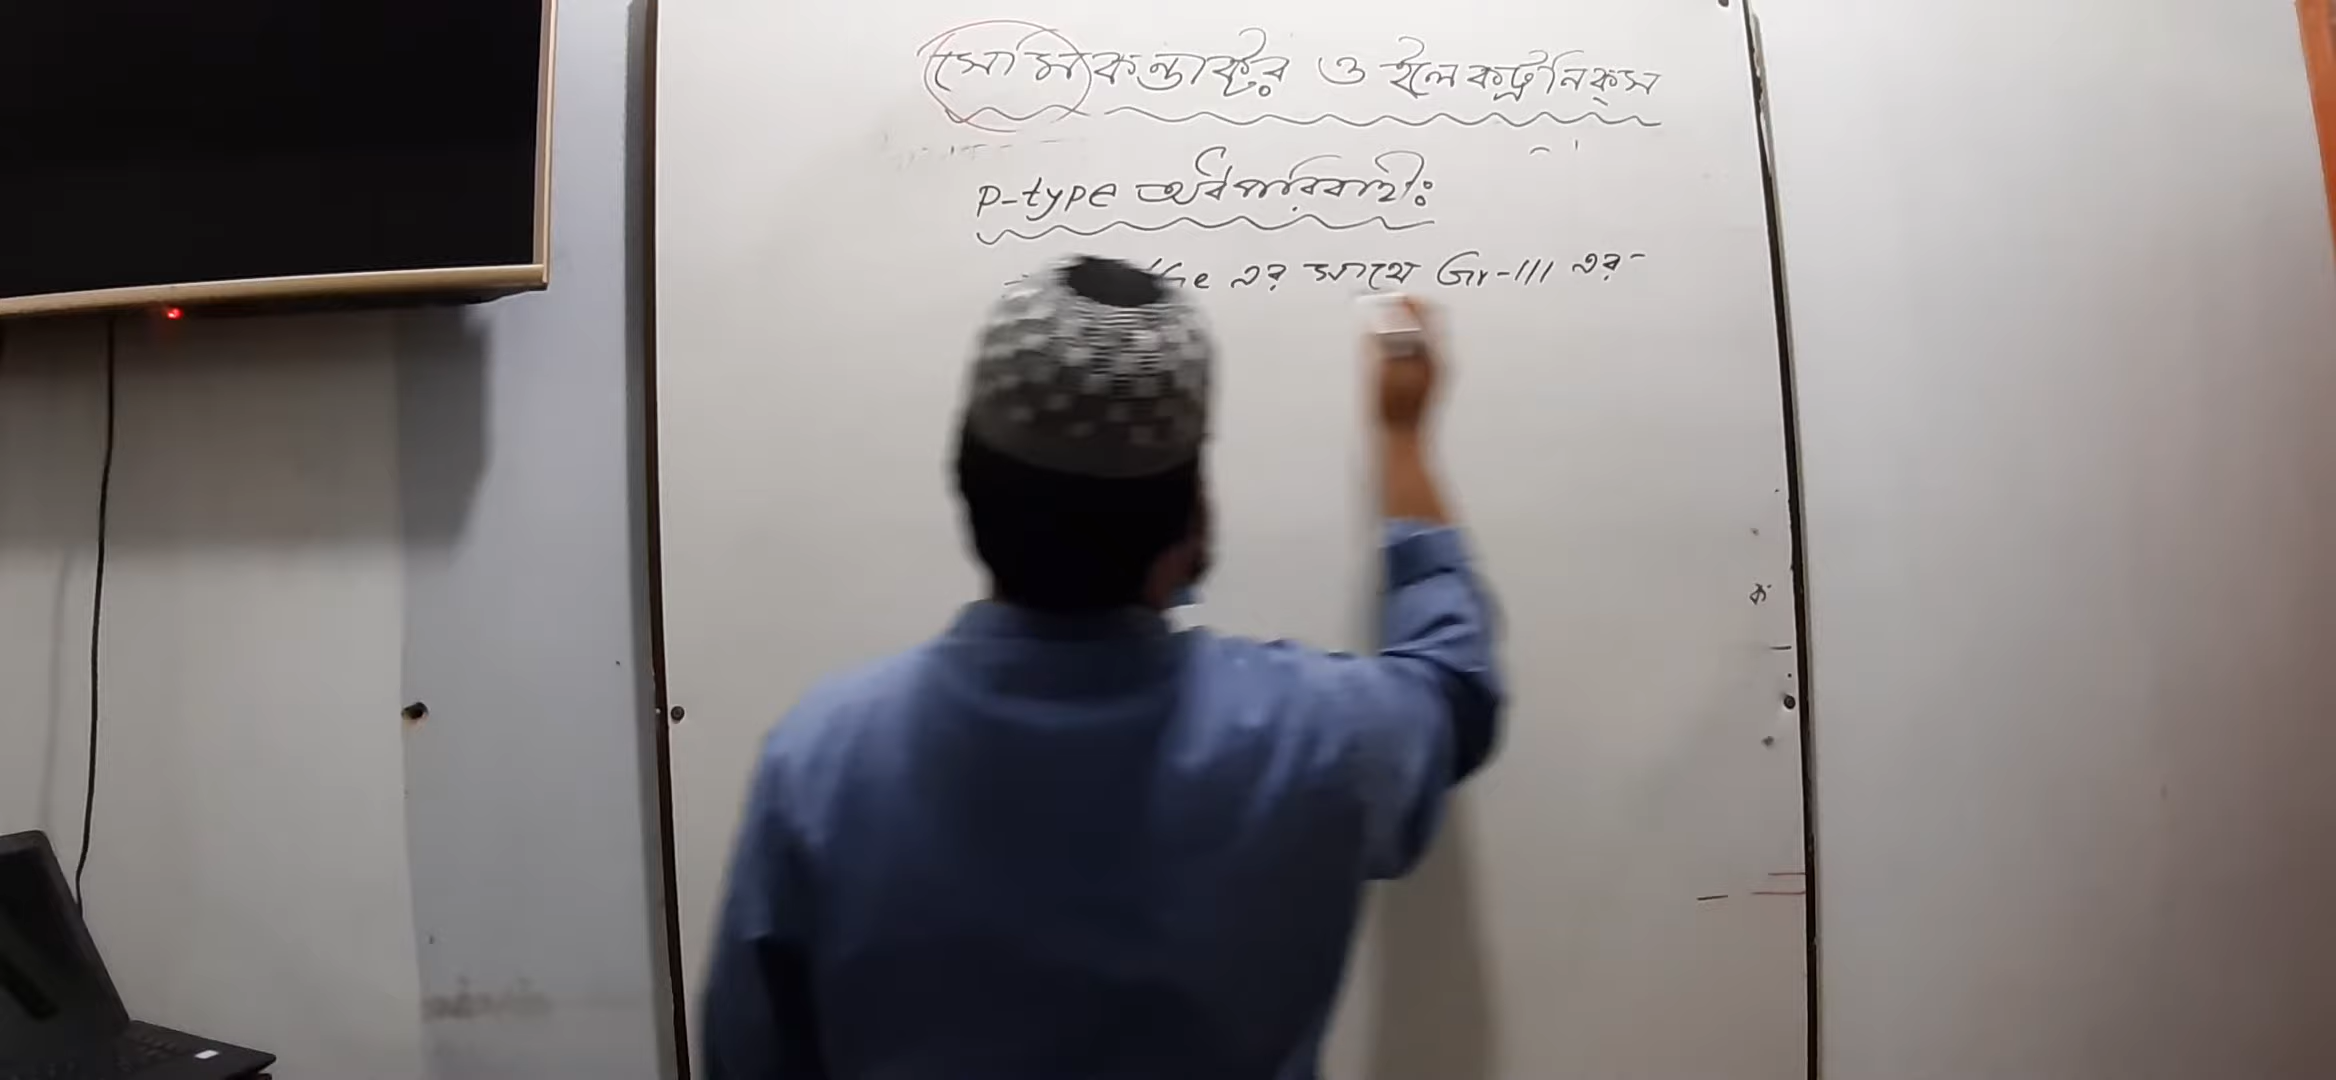 সেমিকন্ডাক্টর ও ইলেকট্রনিক্স
P-type অর্ধপরিবাহীঃ
Ge এর সাথে Gr-III এর
ক